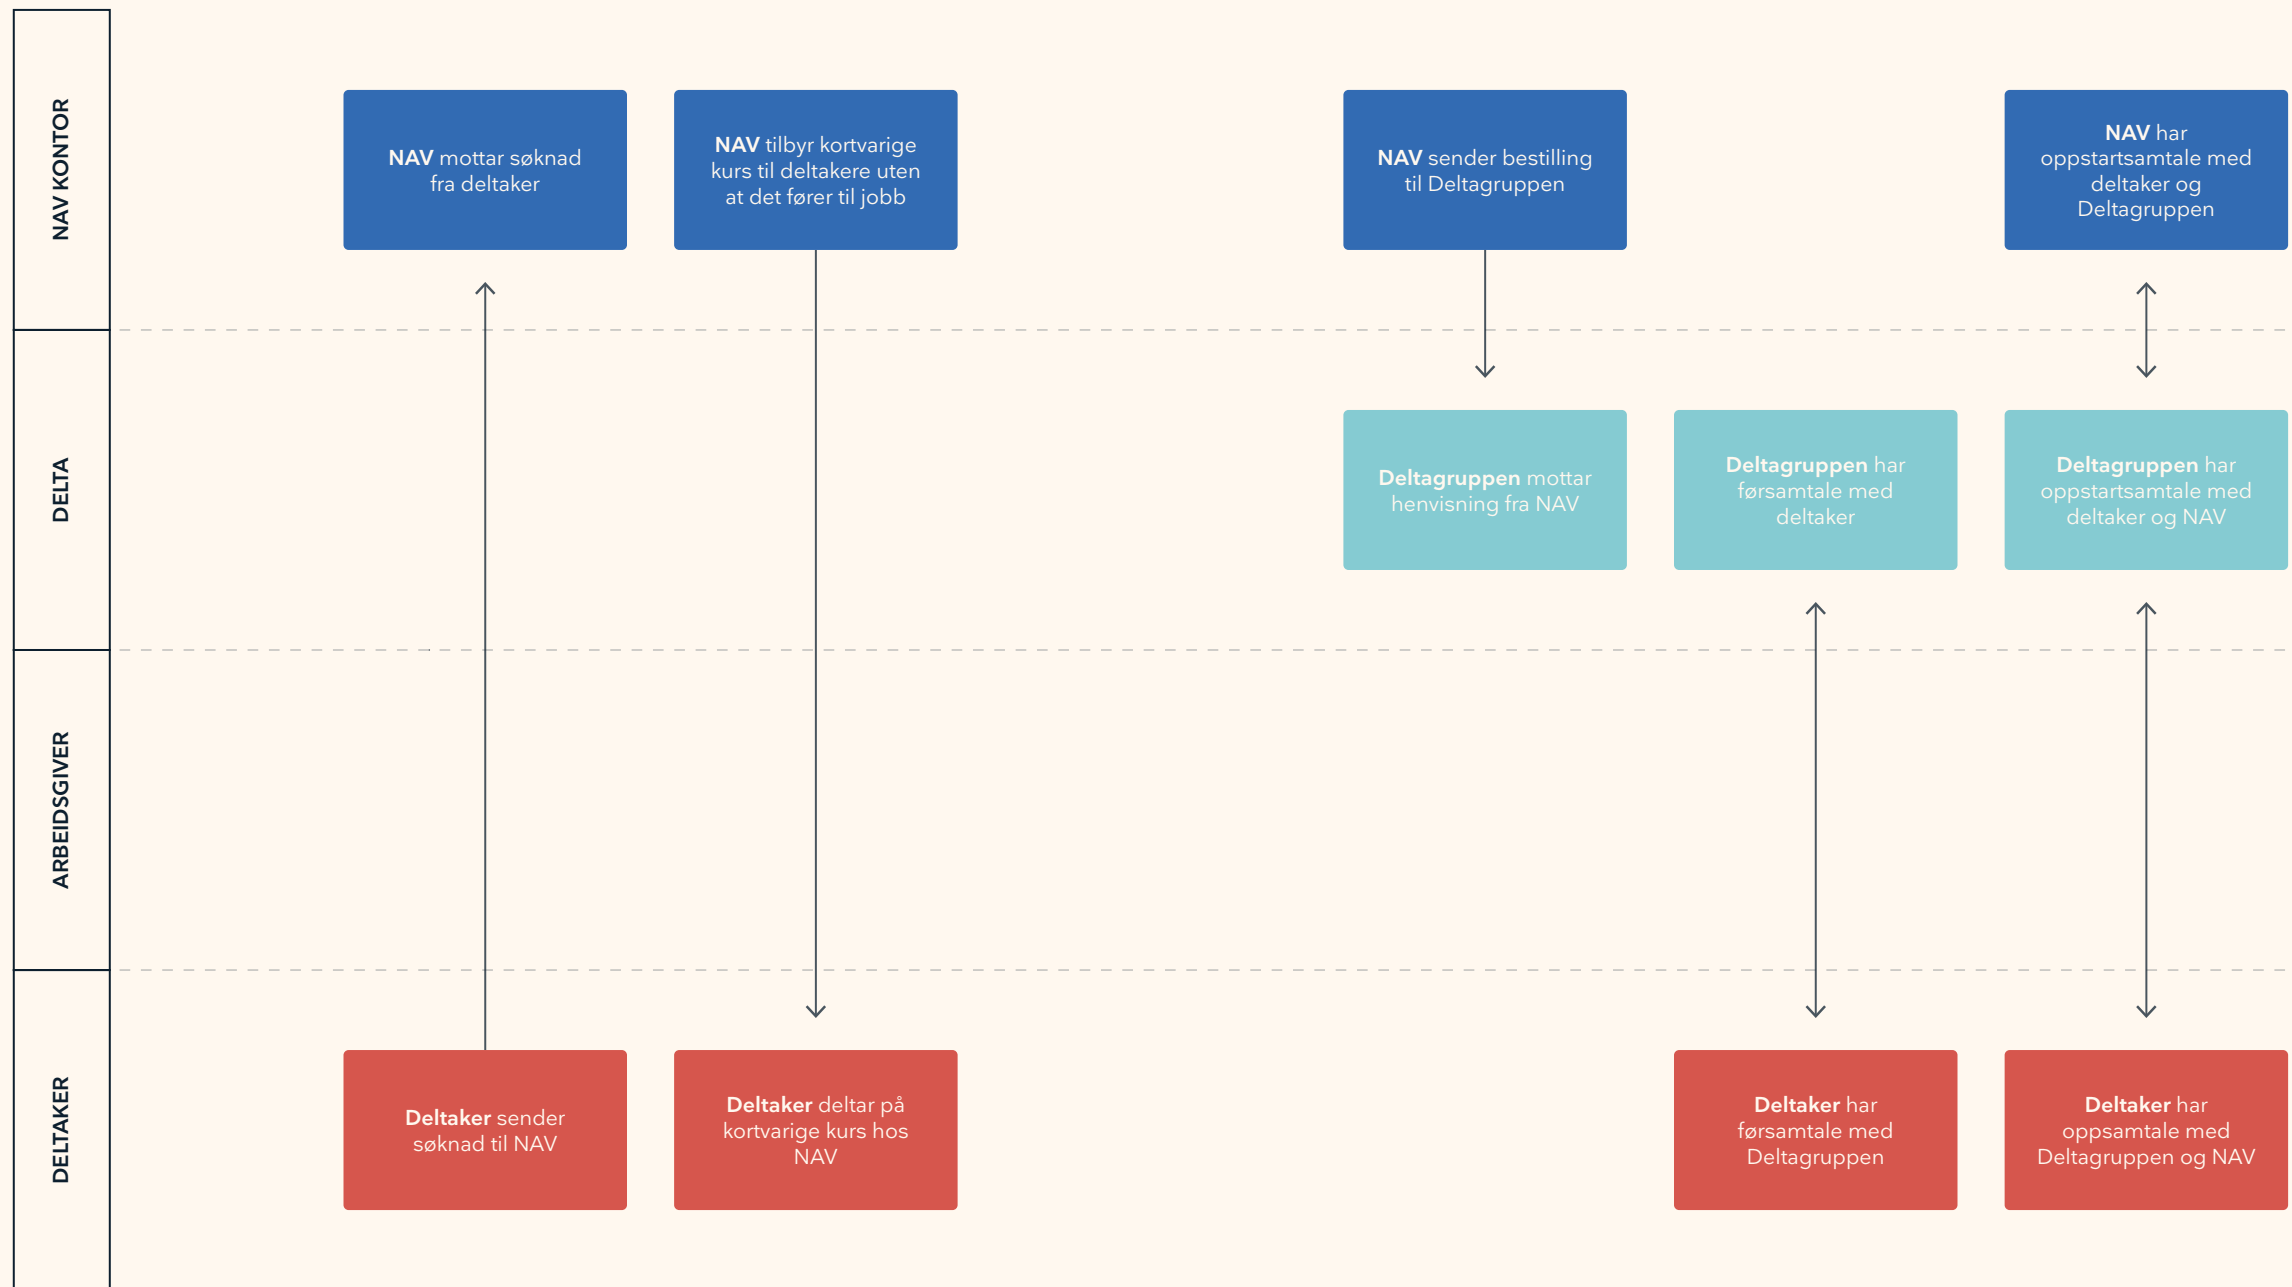 NAV KONTOR
NAV mottar søknad
fra deltaker
NAV tilbyr kortvarige
kurs til deltakere uten
at det fører til jobb
NAV sender bestilling
til Deltagruppen
NAV har
oppstartsamtale med
deltaker og
Deltagruppen
DELTA
Deltagruppen mottar
henvisning fra NAV
Deltagruppen har
førsamtale med
deltaker
Deltagruppen har
oppstartsamtale med
deltaker og NAV
ARBEIDSGIVER
DELTAKER
Deltaker sender
søknad til NAV
Deltaker deltar på
kortvarige kurs hos
NAV
Deltaker har
førsamtale med
Deltagruppen
Deltaker har
oppsamtale med
Deltagruppen og NAV